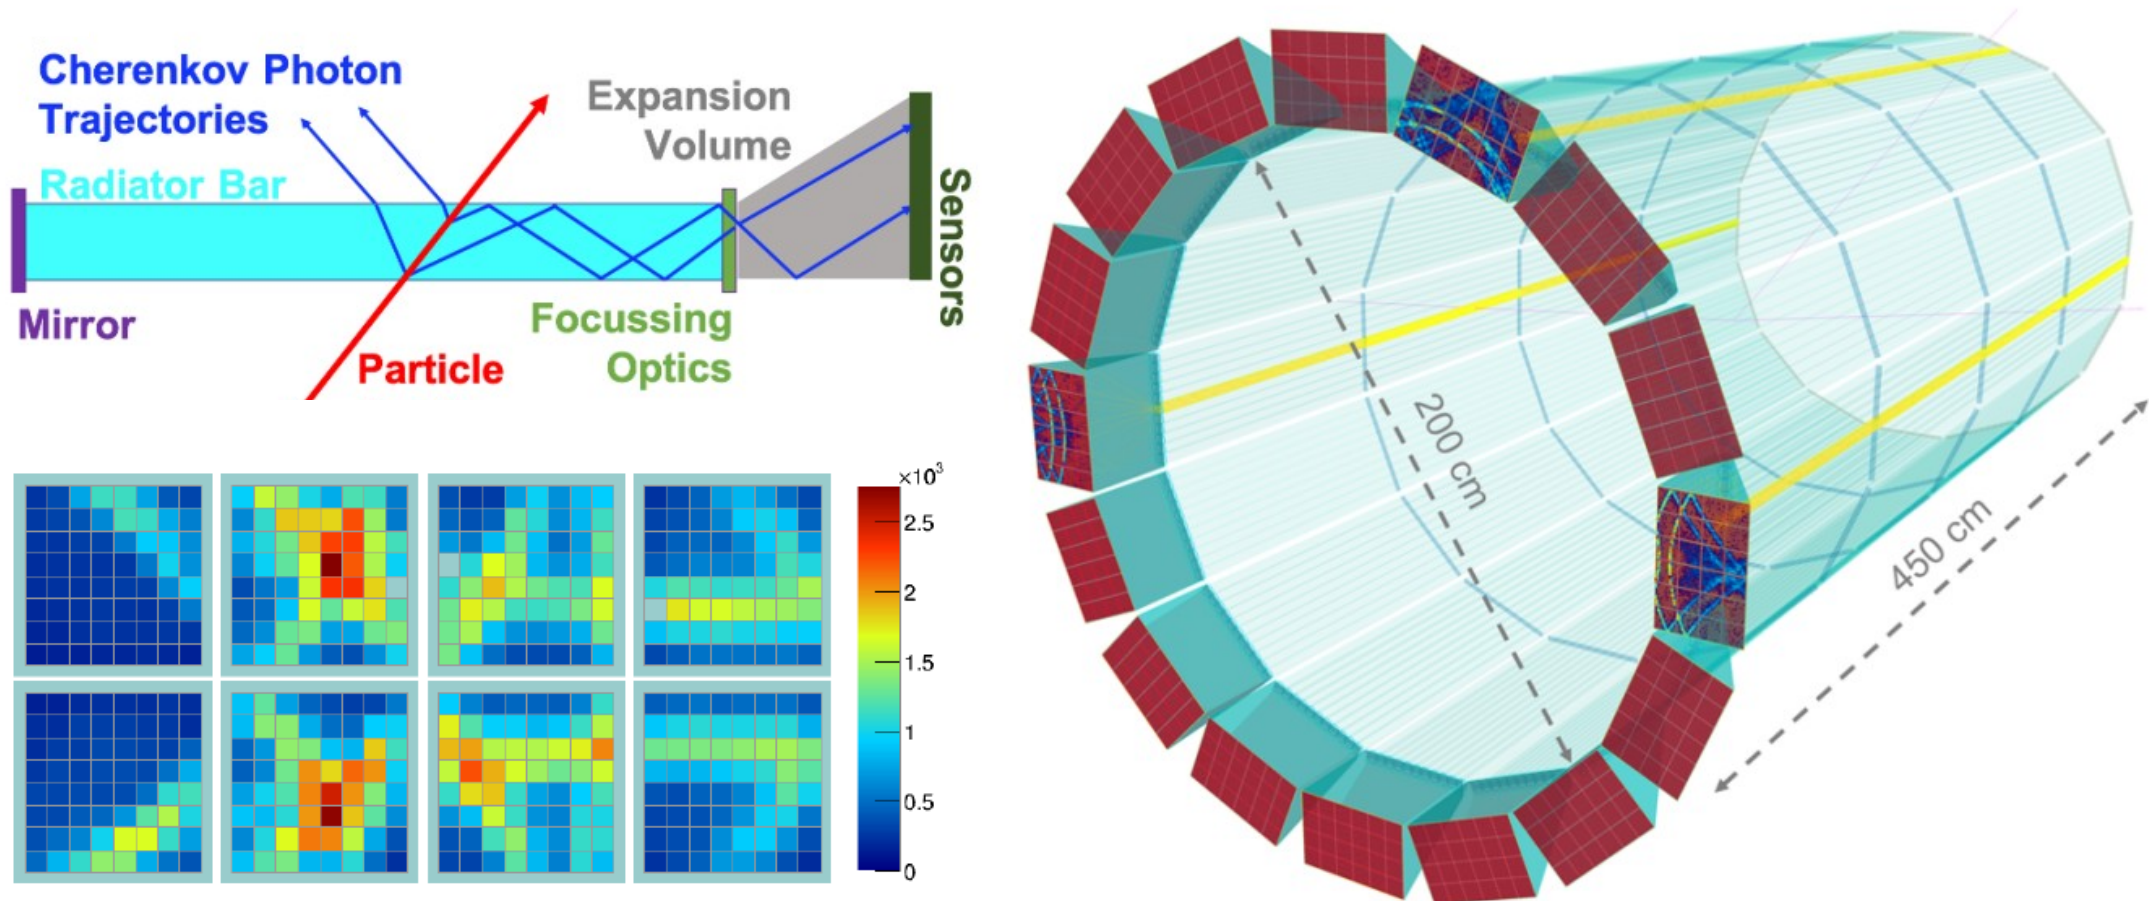 Cherenkov Photon
Trajectories
Expansion
Volume
Radiator Bar
Sensors
Mirror
Focussing
Optics
Particle
×10³
2.5
2
1.5
1
0.5
0
200 cm
450 cm